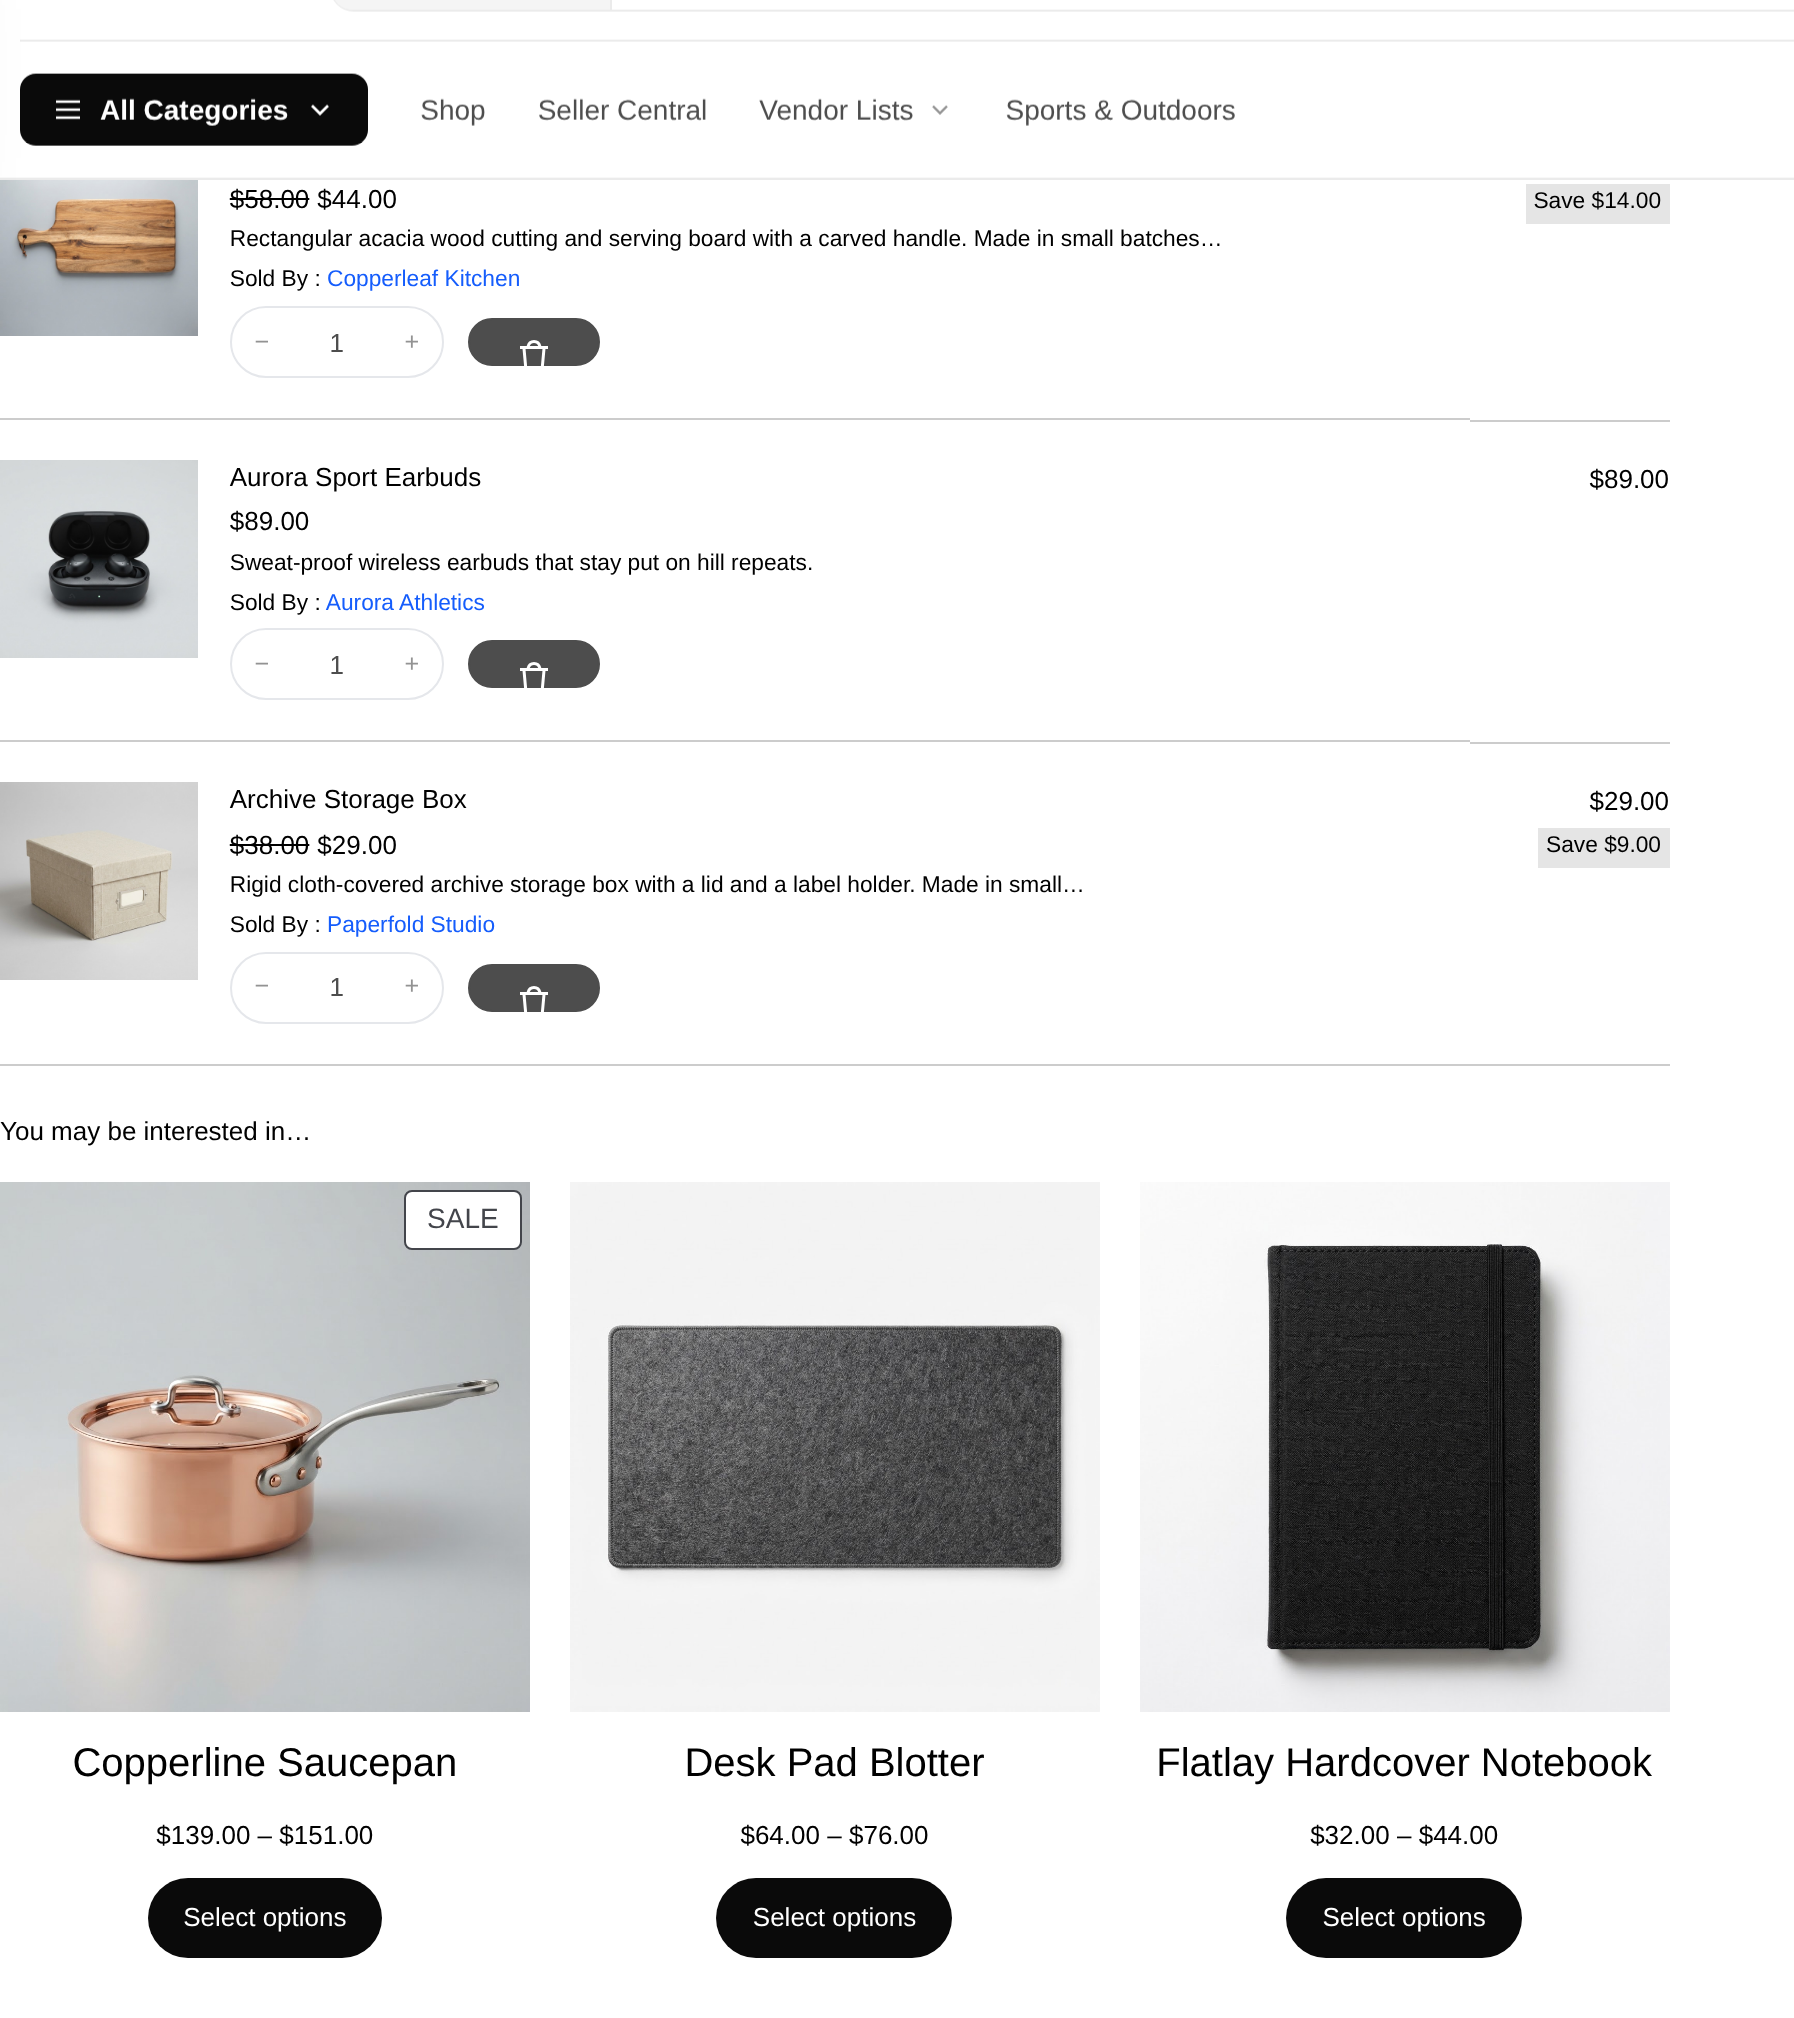 All Categories Shop Seller Central Vendor Lists Sports & Outdoors
$58.00 $44.00 Save $14.00
Rectangular acacia wood cutting and serving board with a carved handle. Made in small batches…
Sold By : Copperleaf Kitchen
− 1 +
Aurora Sport Earbuds $89.00
$89.00
Sweat-proof wireless earbuds that stay put on hill repeats.
Sold By : Aurora Athletics
− 1 +
Archive Storage Box $29.00
$38.00 $29.00 Save $9.00
Rigid cloth-covered archive storage box with a lid and a label holder. Made in small…
Sold By : Paperfold Studio
− 1 +
You may be interested in…
SALE
Copperline Saucepan Desk Pad Blotter Flatlay Hardcover Notebook
$139.00 – $151.00 $64.00 – $76.00 $32.00 – $44.00
Select options Select options Select options